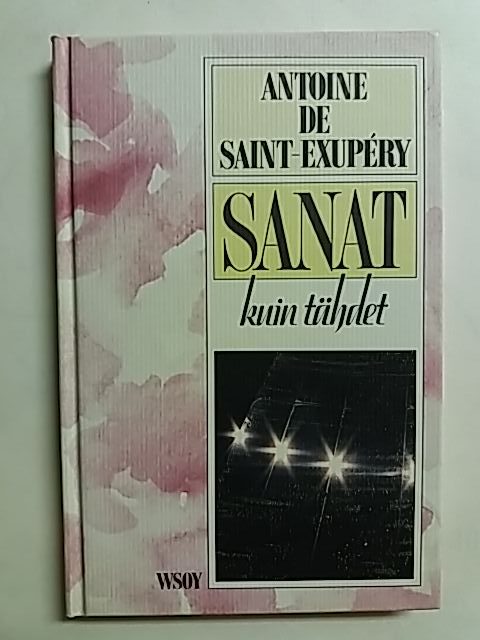 ANTOINE
DE
SAINT-EXUPÉRY
SANAT
kuin tähdet
WSOY